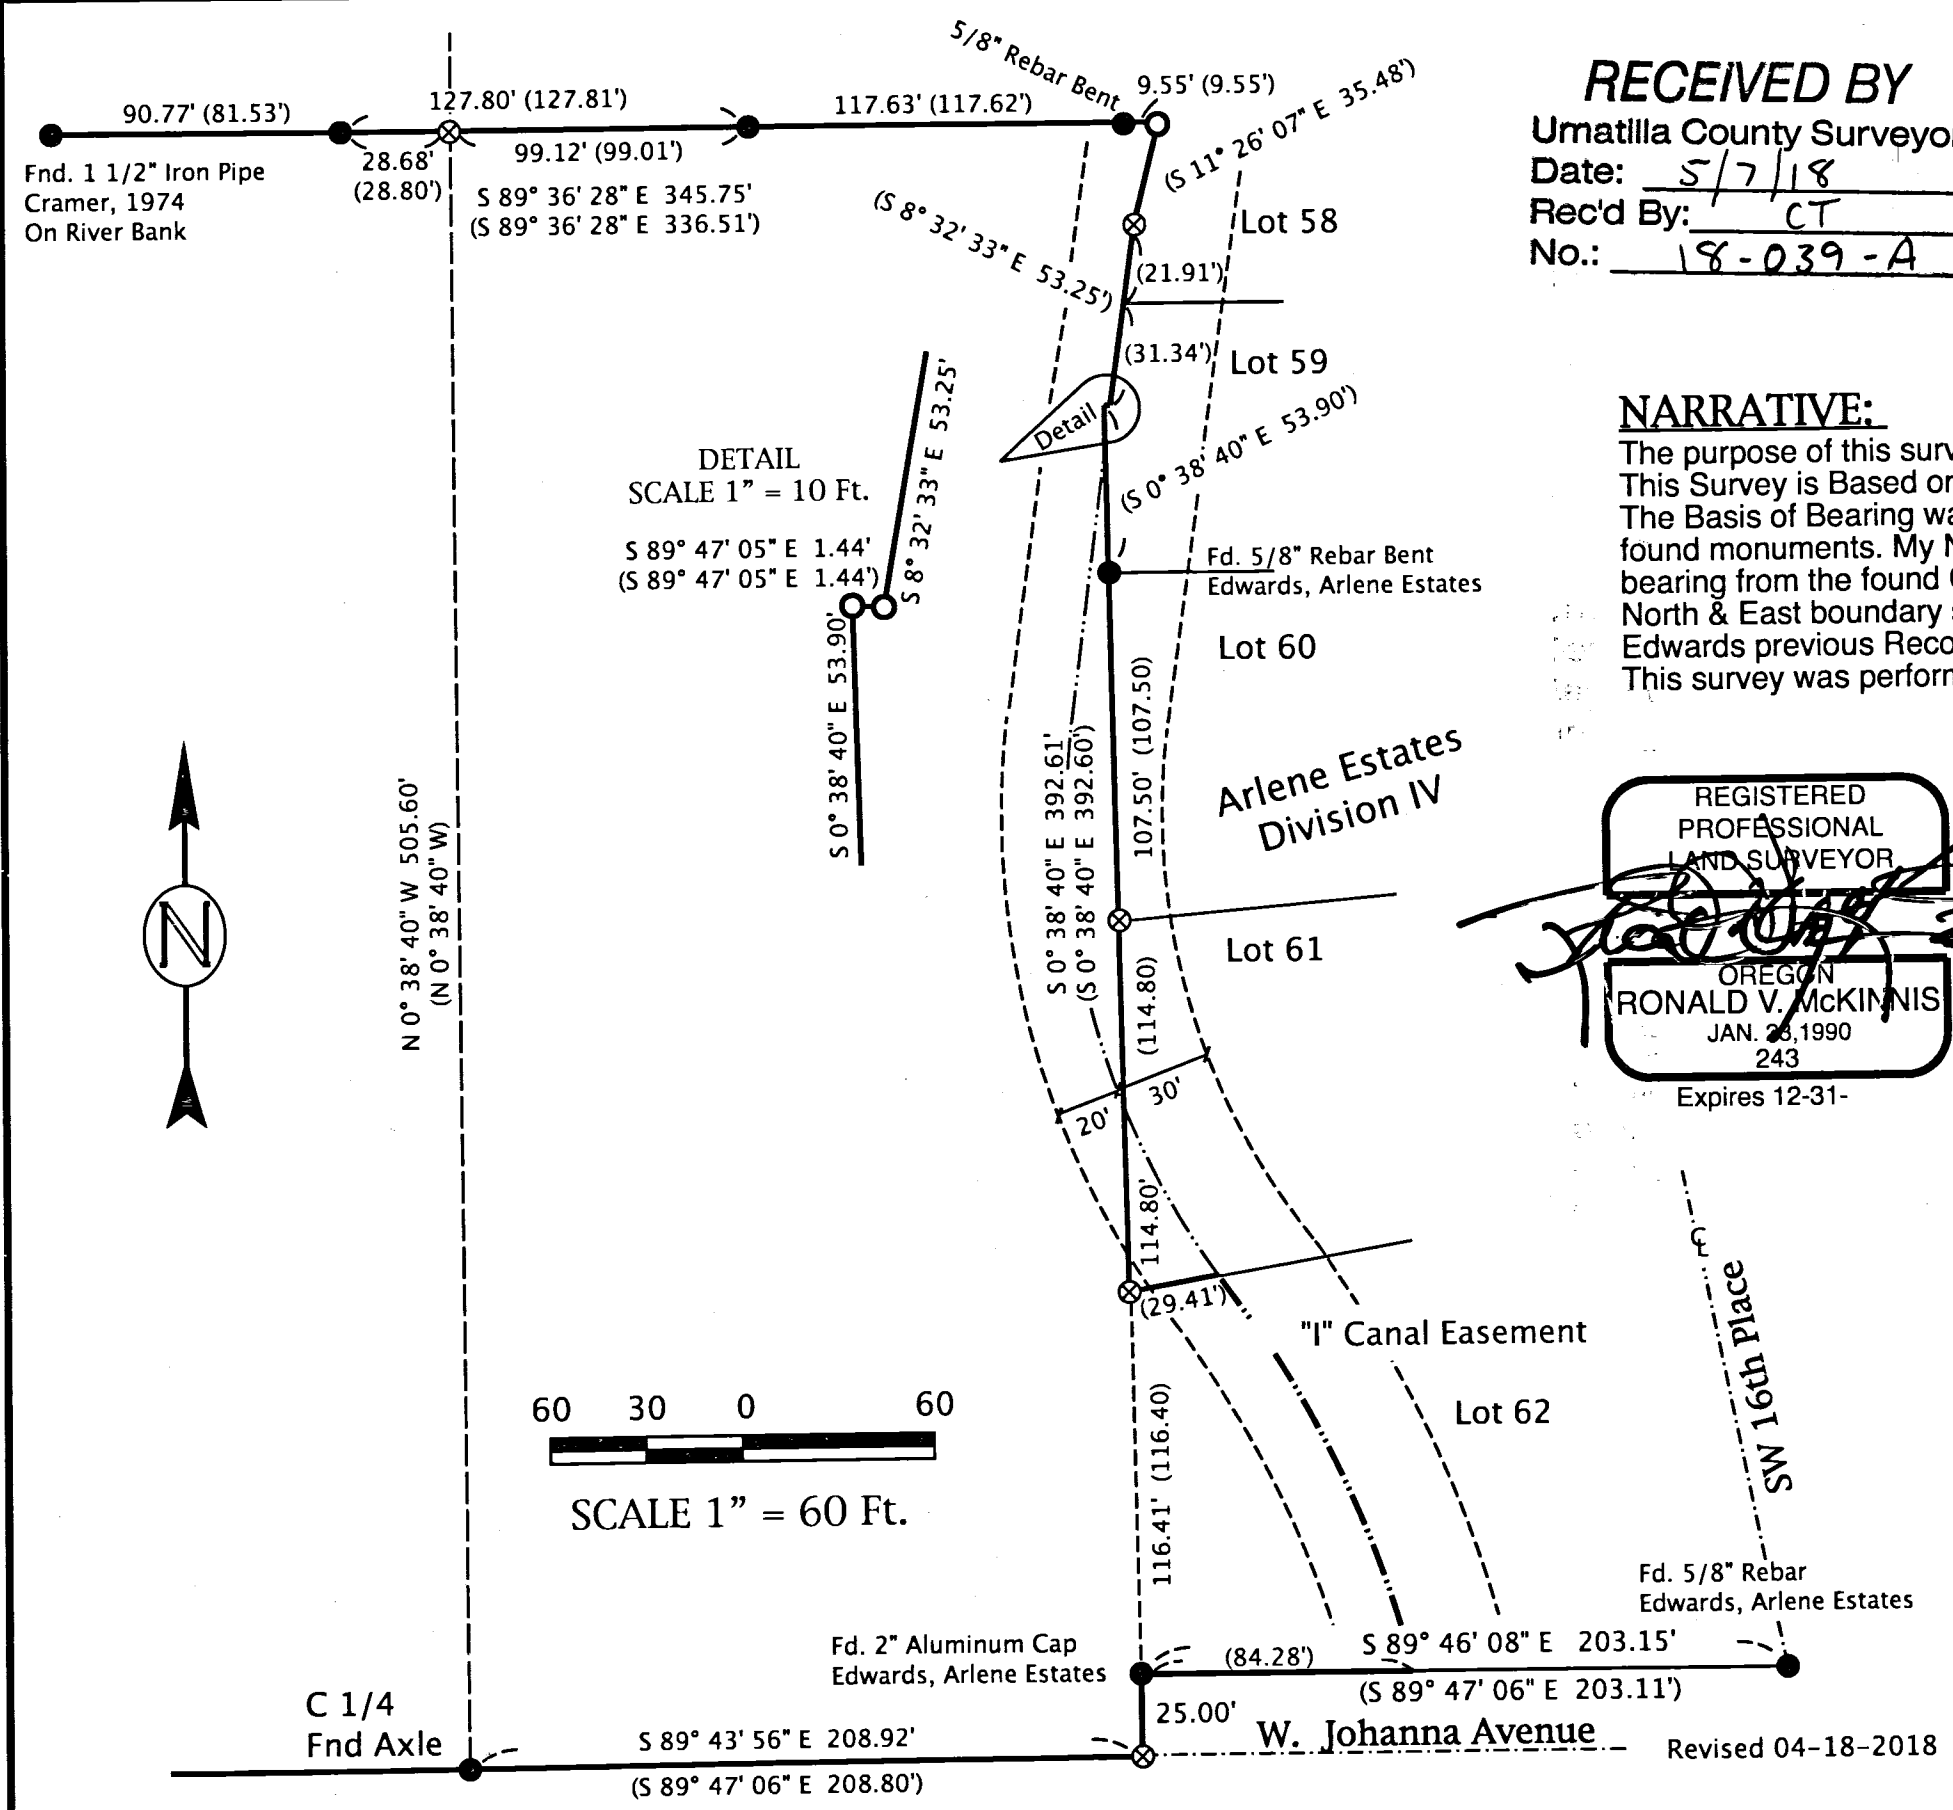 5/8" Rebar Bent
9.55' (9.55')
90.77' (81.53')
127.80' (127.81')
117.63' (117.62')
28.68'
(28.80')
99.12' (99.01')
Fnd. 1 1/2" Iron Pipe
Cramer, 1974
On River Bank
S 89° 36' 28" E 345.75'
(S 89° 36' 28" E 336.51')
(S 11° 26' 07" E 35.48')
(S 8° 32' 33" E 53.25')
Lot 58
(21.91')
(31.34')
Lot 59
Detail
(S 0° 38' 40" E 53.90')
RECEIVED BY
Umatilla County Surveyor
Date: 5/7/18
Rec'd By: CT
No.: 18-039-A
NARRATIVE:
The purpose of this surv
This Survey is Based on
The Basis of Bearing wa
found monuments. My N
bearing from the found
North & East boundary
Edwards previous Reco
This survey was perform
DETAIL
SCALE 1" = 10 Ft.
S 89° 47' 05" E 1.44'
(S 89° 47' 05" E 1.44')
S 8° 32' 33" E 53.25'
S 0° 38' 40" E 53.90'
Fd. 5/8" Rebar Bent
Edwards, Arlene Estates
Lot 60
107.50' (107.50)
S 0° 38' 40" E 392.61'
(S 0° 38' 40" E 392.60')
Arlene Estates
Division IV
N 0° 38' 40" W 505.60'
(N 0° 38' 40" W)
N
Lot 61
(114.80)
20'
30'
114.80'
(29.41')
REGISTERED
PROFESSIONAL
LAND SURVEYOR
OREGON
RONALD V. McKINNIS
JAN. 23,1990
243
Expires 12-31-
"I" Canal Easement
Lot 62
116.41' (116.40)
℄
SW 16th Place
60 30 0 60
SCALE 1" = 60 Ft.
Fd. 5/8" Rebar
Edwards, Arlene Estates
Fd. 2" Aluminum Cap
Edwards, Arlene Estates
(84.28')
S 89° 46' 08" E 203.15'
(S 89° 47' 06" E 203.11')
25.00'
W. Johanna Avenue
C 1/4
Fnd Axle
S 89° 43' 56" E 208.92'
(S 89° 47' 06" E 208.80')
Revised 04-18-2018